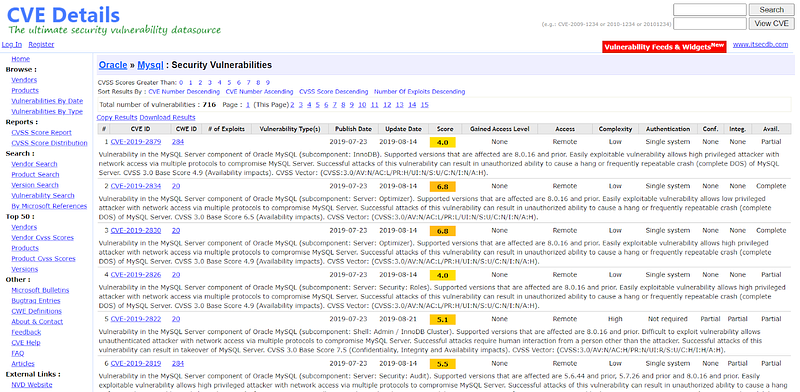 CVE Details
The ultimate security vulnerability datasource
Search
(e.g.: CVE-2009-1234 or 2010-1234 or 20101234)
View CVE
Log In Register
Vulnerability Feeds & WidgetsNew
www.itsecdb.com
Home
Browse :
Vendors
Products
Vulnerabilities By Date
Vulnerabilities By Type
Reports :
CVSS Score Report
CVSS Score Distribution
Search :
Vendor Search
Product Search
Version Search
Vulnerability Search
By Microsoft References
Top 50 :
Vendors
Vendor Cvss Scores
Products
Product Cvss Scores
Versions
Other :
Microsoft Bulletins
Bugtraq Entries
CWE Definitions
About & Contact
Feedback
CVE Help
FAQ
Articles
External Links :
NVD Website
Oracle » Mysql : Security Vulnerabilities
CVSS Scores Greater Than: 0 1 2 3 4 5 6 7 8 9
Sort Results By : CVE Number Descending CVE Number Ascending CVSS Score Descending Number Of Exploits Descending
Total number of vulnerabilities : 716 Page : 1 (This Page)2 3 4 5 6 7 8 9 10 11 12 13 14 15
Copy Results Download Results
# CVE ID CWE ID # of Exploits Vulnerability Type(s) Publish Date Update Date Score Gained Access Level Access Complexity Authentication Conf. Integ. Avail.
1 CVE-2019-2879 284 2019-07-23 2019-08-14 4.0 None Remote Low Single system None None Partial
Vulnerability in the MySQL Server component of Oracle MySQL (subcomponent: InnoDB). Supported versions that are affected are 8.0.16 and prior. Easily exploitable vulnerability allows high privileged attacker with
network access via multiple protocols to compromise MySQL Server. Successful attacks of this vulnerability can result in unauthorized ability to cause a hang or frequently repeatable crash (complete DOS) of MySQL
Server. CVSS 3.0 Base Score 4.9 (Availability impacts). CVSS Vector: (CVSS:3.0/AV:N/AC:L/PR:H/UI:N/S:U/C:N/I:N/A:H).
2 CVE-2019-2834 20 2019-07-23 2019-08-14 6.8 None Remote Low Single system None None Complete
Vulnerability in the MySQL Server component of Oracle MySQL (subcomponent: Server: Optimizer). Supported versions that are affected are 8.0.16 and prior. Easily exploitable vulnerability allows low privileged
attacker with network access via multiple protocols to compromise MySQL Server. Successful attacks of this vulnerability can result in unauthorized ability to cause a hang or frequently repeatable crash (complete
DOS) of MySQL Server. CVSS 3.0 Base Score 6.5 (Availability impacts). CVSS Vector: (CVSS:3.0/AV:N/AC:L/PR:L/UI:N/S:U/C:N/I:N/A:H).
3 CVE-2019-2830 20 2019-07-23 2019-08-14 6.8 None Remote Low Single system None None Complete
Vulnerability in the MySQL Server component of Oracle MySQL (subcomponent: Server: Optimizer). Supported versions that are affected are 8.0.16 and prior. Easily exploitable vulnerability allows high privileged
attacker with network access via multiple protocols to compromise MySQL Server. Successful attacks of this vulnerability can result in unauthorized ability to cause a hang or frequently repeatable crash (complete
DOS) of MySQL Server. CVSS 3.0 Base Score 4.9 (Availability impacts). CVSS Vector: (CVSS:3.0/AV:N/AC:L/PR:H/UI:N/S:U/C:N/I:N/A:H).
4 CVE-2019-2826 20 2019-07-23 2019-08-14 4.0 None Remote Low Single system None None Partial
Vulnerability in the MySQL Server component of Oracle MySQL (subcomponent: Server: Security: Roles). Supported versions that are affected are 8.0.16 and prior. Easily exploitable vulnerability allows high privileged
attacker with network access via multiple protocols to compromise MySQL Server. Successful attacks of this vulnerability can result in unauthorized ability to cause a hang or frequently repeatable crash (complete
DOS) of MySQL Server. CVSS 3.0 Base Score 4.9 (Availability impacts). CVSS Vector: (CVSS:3.0/AV:N/AC:L/PR:H/UI:N/S:U/C:N/I:N/A:H).
5 CVE-2019-2822 20 2019-07-23 2019-08-21 5.1 None Remote High Not required Partial Partial Partial
Vulnerability in the MySQL Server component of Oracle MySQL (subcomponent: Shell: Admin / InnoDB Cluster). Supported versions that are affected are 8.0.16 and prior. Difficult to exploit vulnerability allows
unauthenticated attacker with network access via multiple protocols to compromise MySQL Server. Successful attacks require human interaction from a person other than the attacker. Successful attacks of this
vulnerability can result in takeover of MySQL Server. CVSS 3.0 Base Score 7.5 (Confidentiality, Integrity and Availability impacts). CVSS Vector: (CVSS:3.0/AV:N/AC:H/PR:N/UI:R/S:U/C:H/I:H/A:H).
6 CVE-2019-2819 284 2019-07-23 2019-08-14 5.5 None Remote Low Single system None Partial Partial
Vulnerability in the MySQL Server component of Oracle MySQL (subcomponent: Server: Security: Audit). Supported versions that are affected are 5.6.44 and prior, 5.7.26 and prior and 8.0.16 and prior. Easily
exploitable vulnerability allows high privileged attacker with network access via multiple protocols to compromise MySQL Server. Successful attacks of this vulnerability can result in unauthorized ability to cause a hang